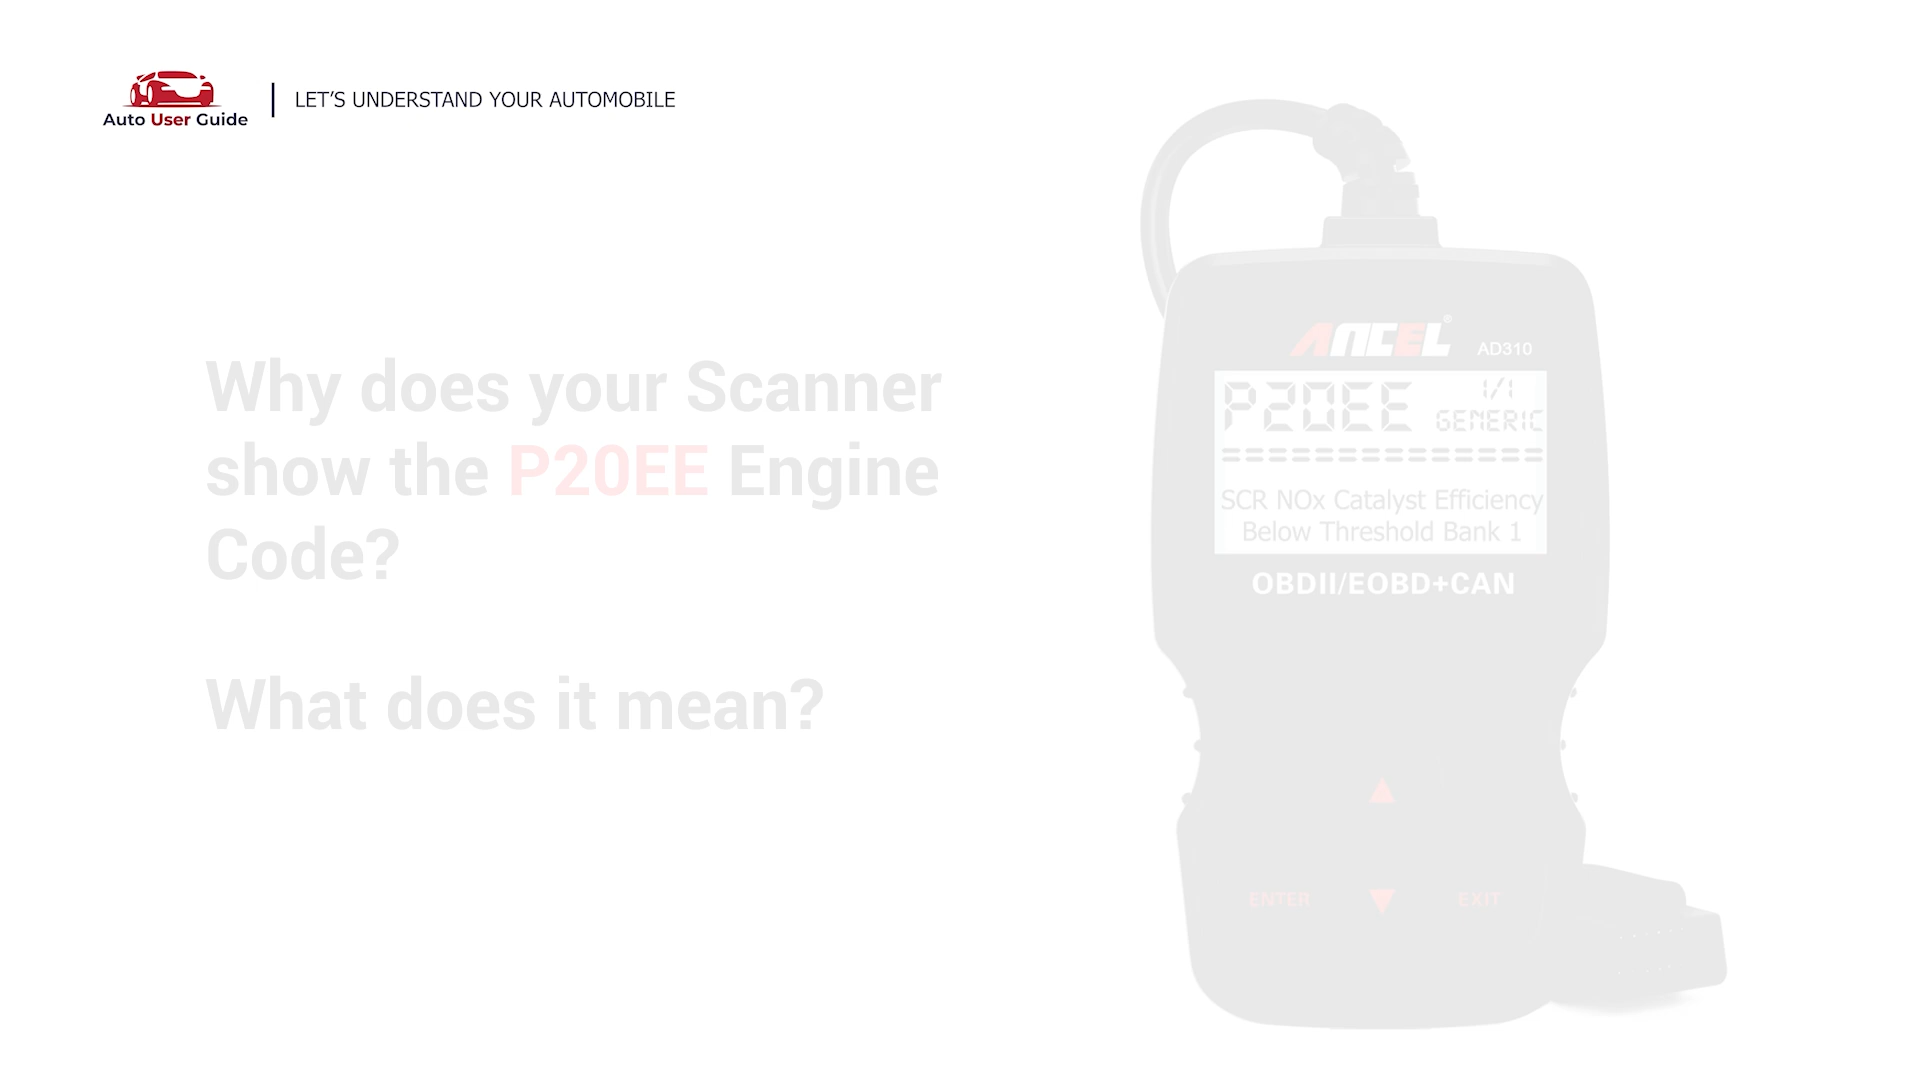 Auto User Guide
LET'S UNDERSTAND YOUR AUTOMOBILE
Why does your Scanner
show the P20EE Engine
Code?
What does it mean?
ANCEL®
AD310
P20EE 1/1
GENERIC
SCR NOx Catalyst Efficiency
Below Threshold Bank 1
OBDII/EOBD+CAN
ENTER EXIT